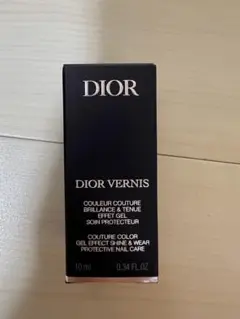 DIOR
DIOR VERNIS
COULEUR COUTURE
BRILLANCE & TENUE
EFFET GEL
SOIN PROTECTEUR
COUTURE COLOR
GEL EFFECT SHINE & WEAR
PROTECTIVE NAIL CARE
10 ml 0.34 FL.OZ